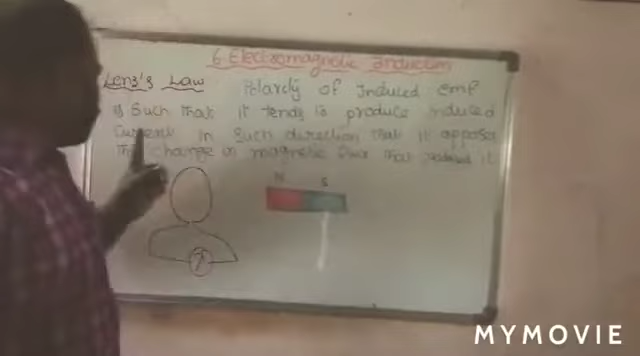 6 Electromagnetic Induction
Lenz's Law Polarity of Induced emf
is Such that it tends to produce induced
Current in Such direction that it opposes
the change in magnetic flux that induced it
N S
MYMOVIE